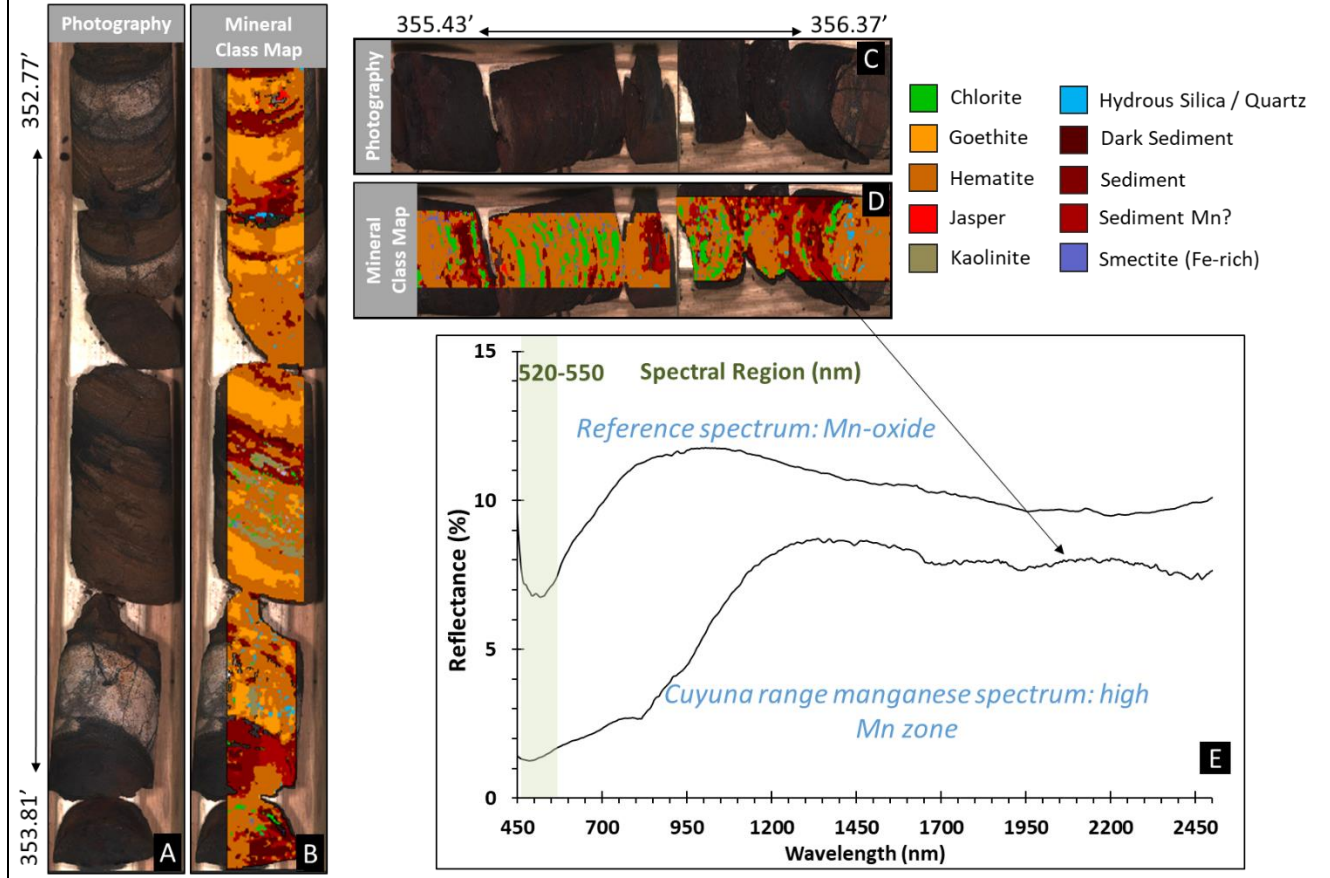 Photography
Mineral
Class Map
352.77’
353.81’
A
B
355.43’
356.37’
Photography
C
Mineral
Class Map
D
Chlorite
Goethite
Hematite
Jasper
Kaolinite
Hydrous Silica / Quartz
Dark Sediment
Sediment
Sediment Mn?
Smectite (Fe-rich)
15
10
5
0
Reflectance (%)
520-550 Spectral Region (nm)
Reference spectrum: Mn-oxide
Cuyuna range manganese spectrum: high
Mn zone
E
450 700 950 1200 1450 1700 1950 2200 2450
Wavelength (nm)